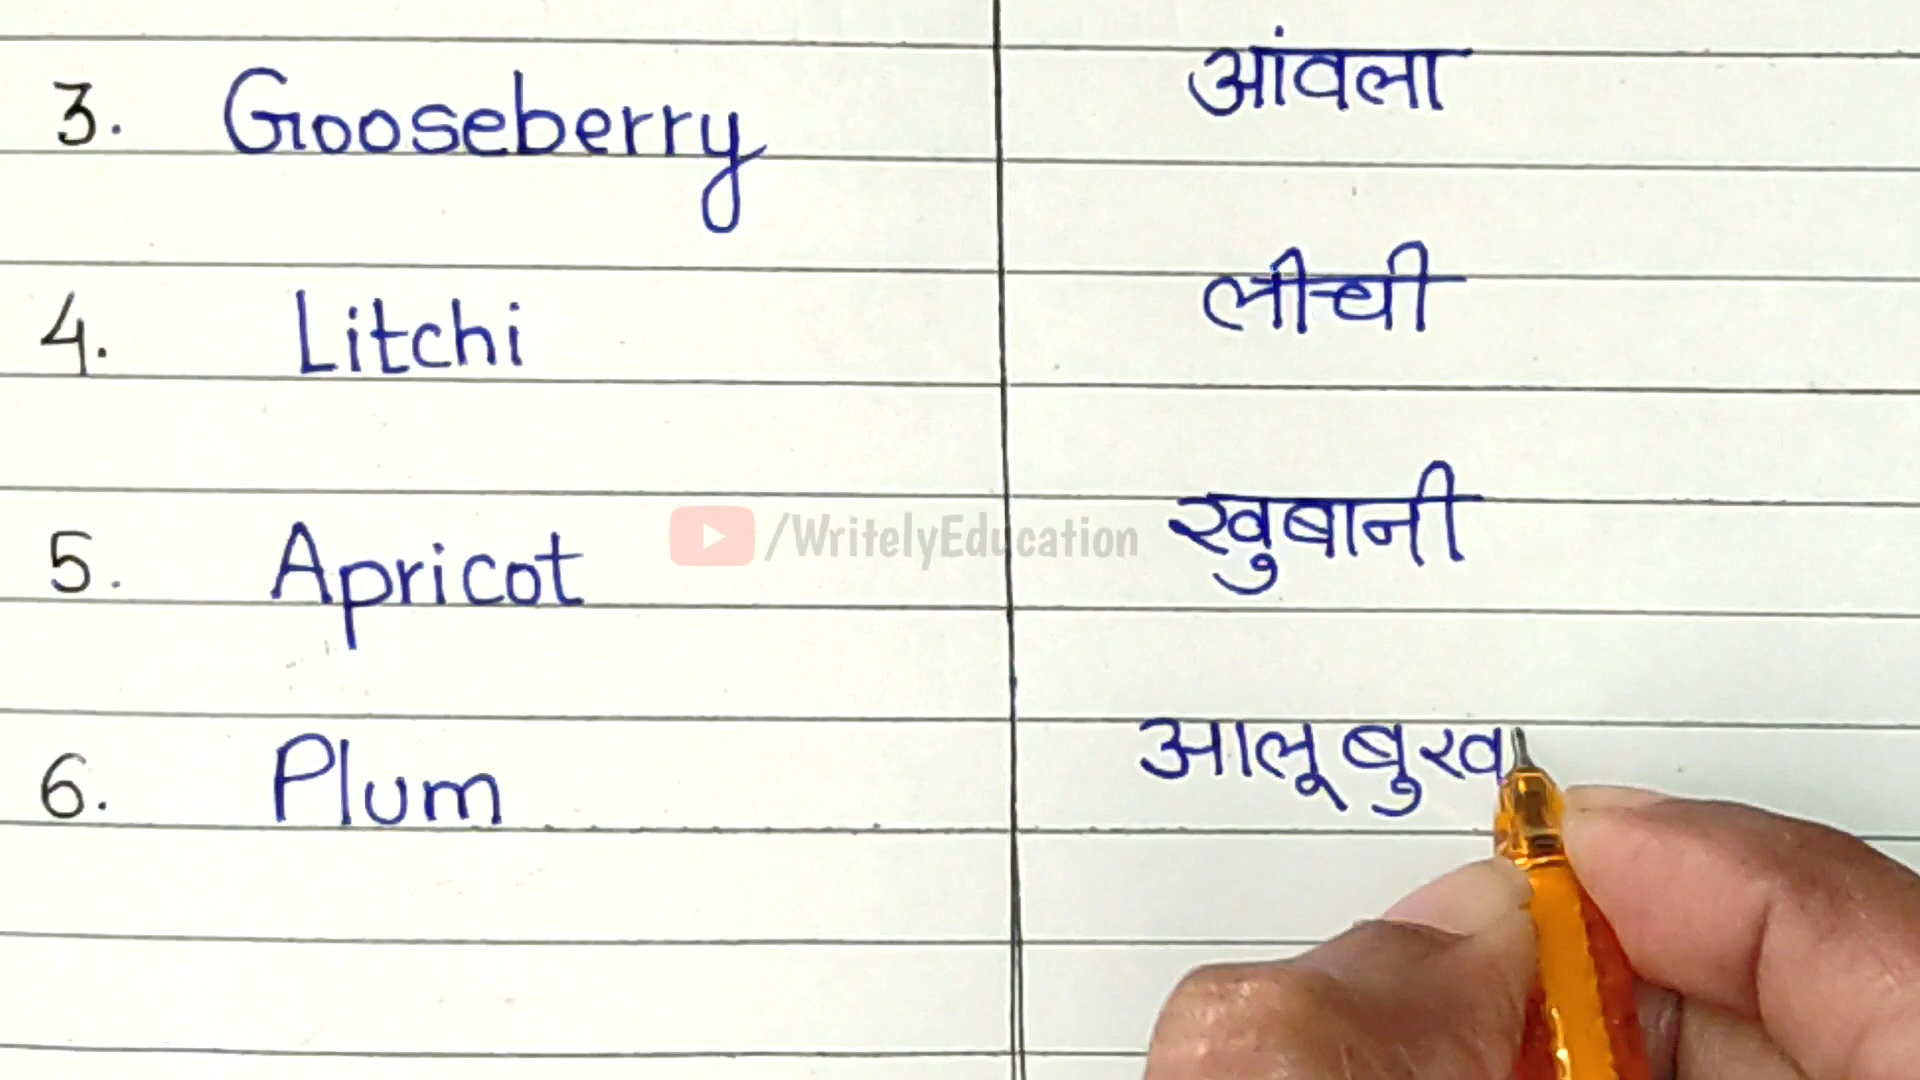 3. Gooseberry आंवला
4. Litchi लीची
/WritelyEducation
5. Apricot खुबानी
6. Plum आलू बुख